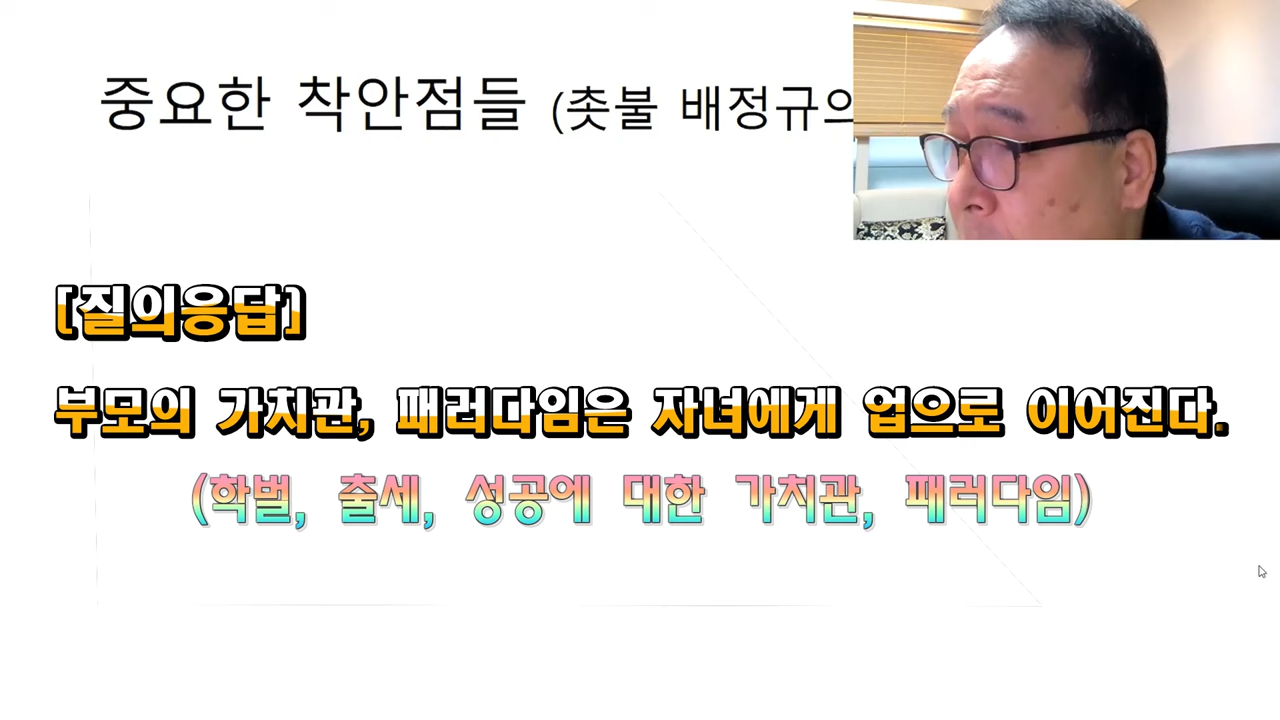 중요한 착안점들 (촛불 배정규의
[질의응답]
부모의 가치관, 패러다임은 자녀에게 업으로 이어진다.
(학벌, 출세, 성공에 대한 가치관, 패러다임)